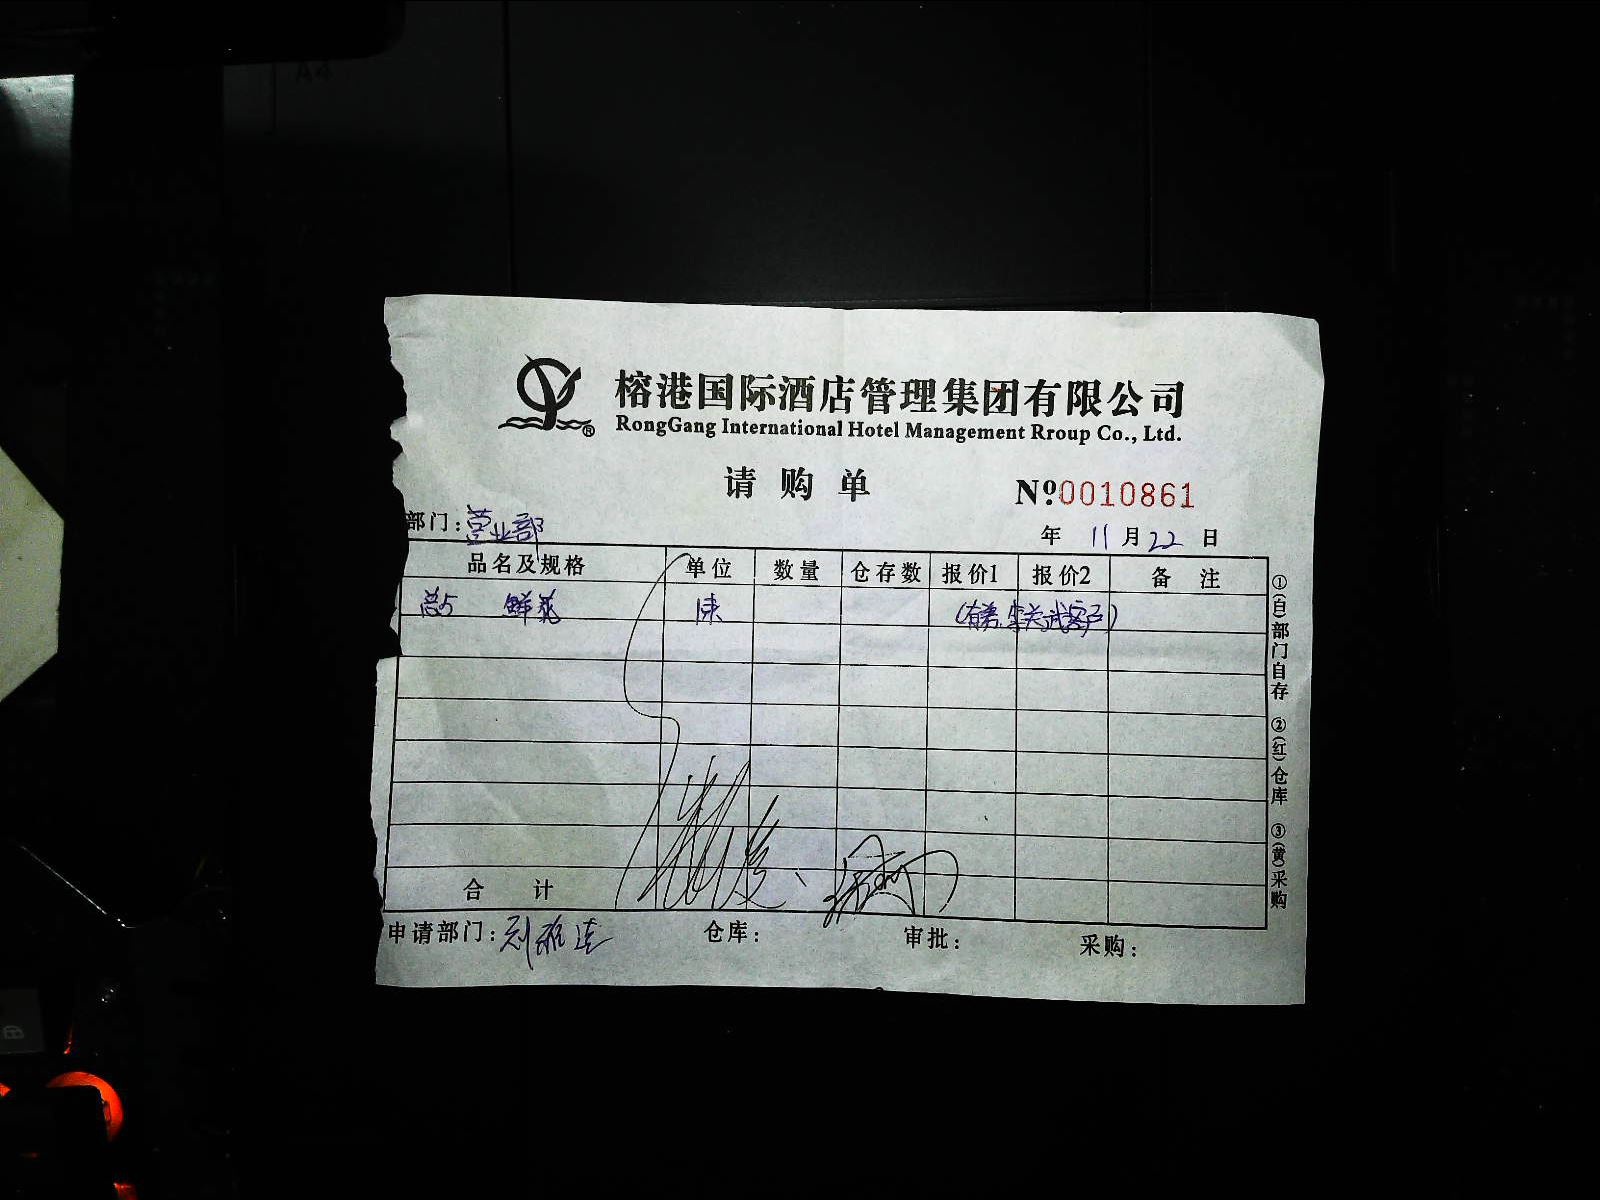 榕港国际酒店管理集团有限公司
RongGang International Hotel Management Rroup Co., Ltd.
请购单
№0010861
部门:营业部
年 11 月 22 日
品名及规格 单位 数量 仓存数 报价1 报价2 备注
鲜花
合计
申请部门: 仓库: 审批: 采购:
①(白)部门自存 ②(红)仓库 ③(黄)采购